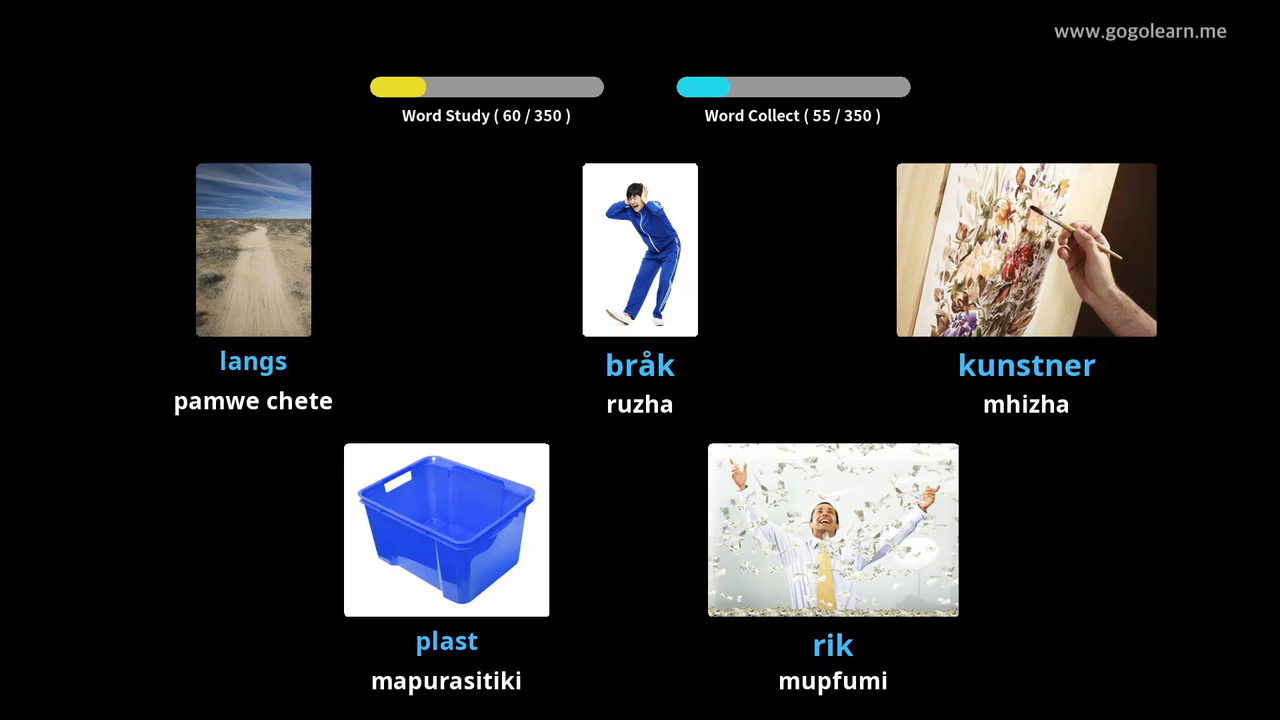 www.gogolearn.me
Word Study ( 60 / 350 )
Word Collect ( 55 / 350 )
langs
pamwe chete
bråk
ruzha
kunstner
mhizha
plast
mapurasitiki
rik
mupfumi